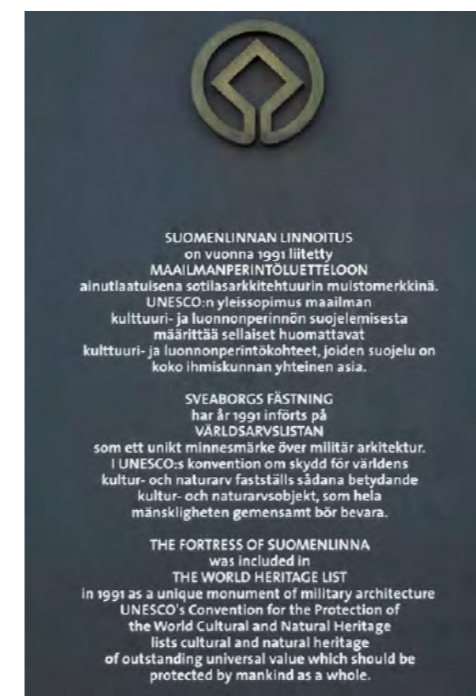 SUOMENLINNAN LINNOITUS
on vuonna 1991 liitetty
MAAILMANPERINTÖLUETTELOON
ainutlaatuisena sotilasarkkitehtuurin muistomerkkinä.
UNESCO:n yleissopimus maailman
kulttuuri- ja luonnonperinnön suojelemisesta
määrittää sellaiset huomattavat
kulttuuri- ja luonnonperintökohteet, joiden suojelu on
koko ihmiskunnan yhteinen asia.
SVEABORGS FÄSTNING
har år 1991 införts på
VÄRLDSARVSLISTAN
som ett unikt minnesmärke över militär arkitektur.
I UNESCO:s konvention om skydd för världens
kultur- och naturarv fastställs sådana betydande
kultur- och naturarvsobjekt, som hela
mänskligheten gemensamt bör bevara.
THE FORTRESS OF SUOMENLINNA
was included in
THE WORLD HERITAGE LIST
in 1991 as a unique monument of military architecture
UNESCO's Convention for the Protection of
the World Cultural and Natural Heritage
lists cultural and natural heritage
of outstanding universal value which should be
protected by mankind as a whole.